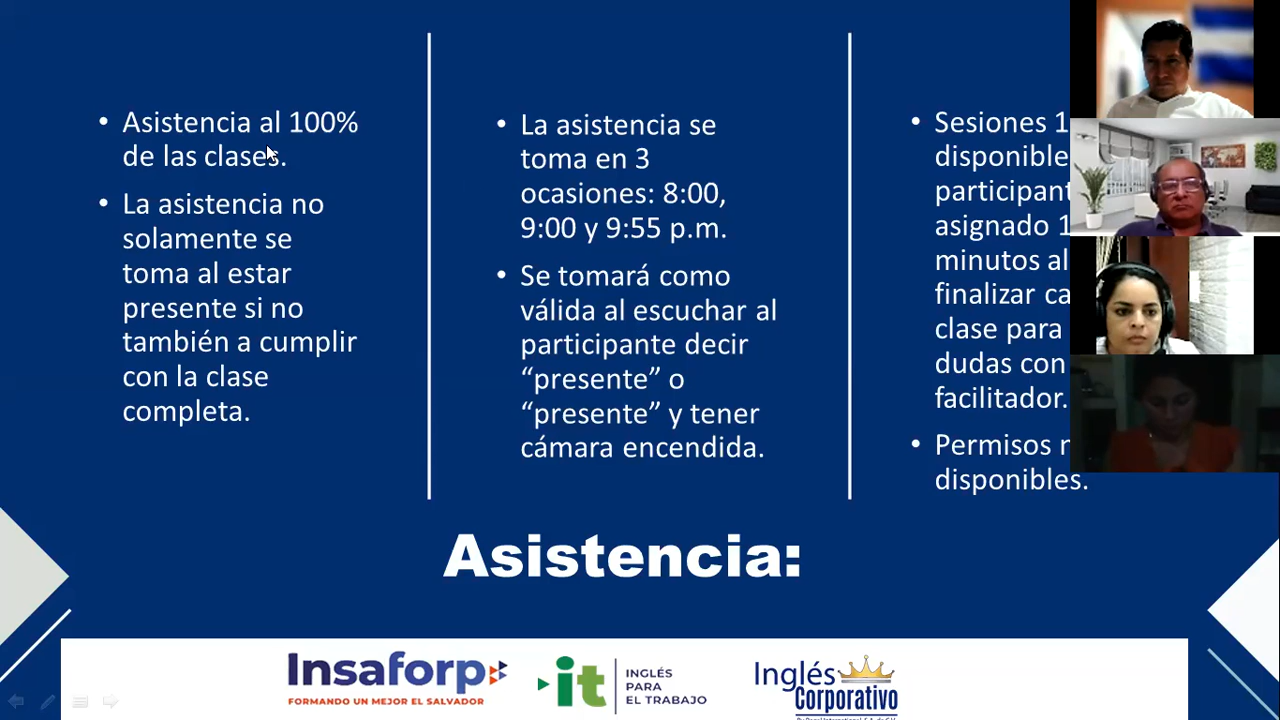 • Asistencia al 100%
de las clases.
• La asistencia no
solamente se
toma al estar
presente si no
también a cumplir
con la clase
completa.
• La asistencia se
toma en 3
ocasiones: 8:00,
9:00 y 9:55 p.m.
• Se tomará como
válida al escuchar al
participante decir
“presente” o
“presente” y tener
cámara encendida.
• Sesiones
disponible
participant
asignado
minutos al
finalizar
clase para
dudas con
facilitador.
• Permisos
disponibles.
Asistencia:
Insaforp
FORMANDO UN MEJOR EL SALVADOR
it
INGLÉS
PARA
EL TRABAJO
Inglés
Corporativo